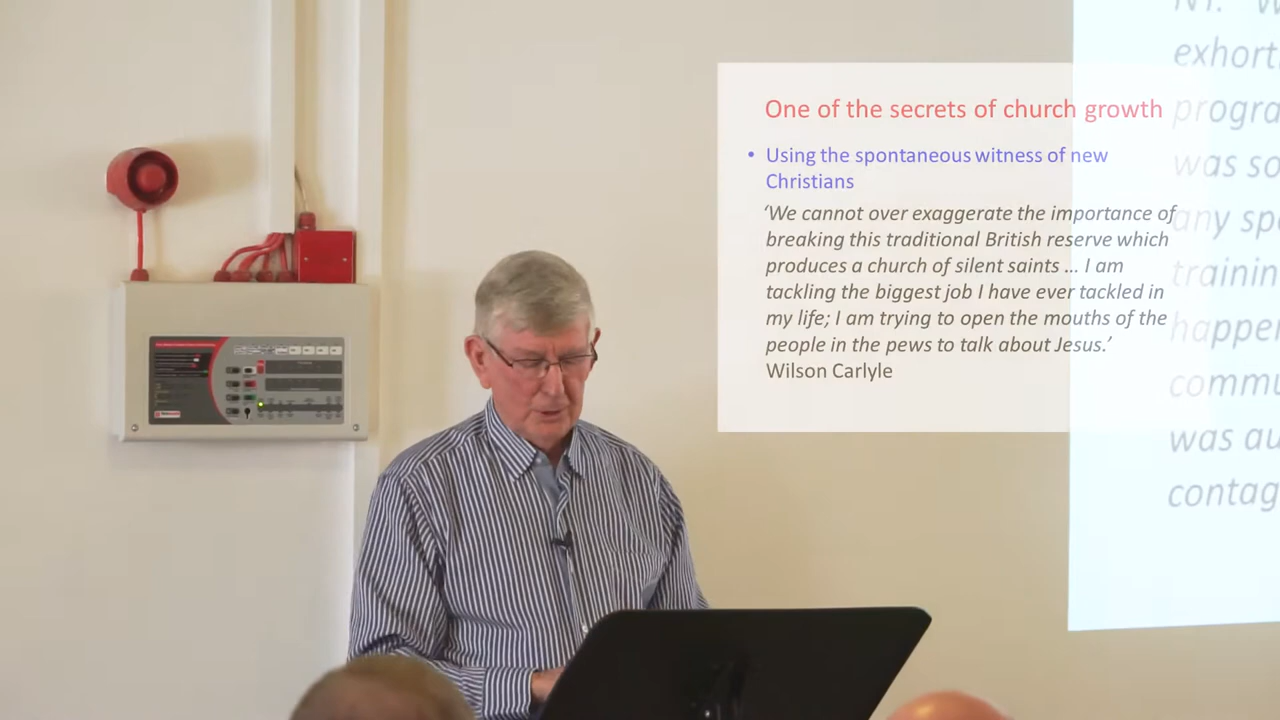 One of the secrets of church growth
• Using the spontaneous witness of new
Christians
‘We cannot over exaggerate the importance of
breaking this traditional British reserve which
produces a church of silent saints … I am
tackling the biggest job I have ever tackled in
my life; I am trying to open the mouths of the
people in the pews to talk about Jesus.’
Wilson Carlyle
NT. W
exhort
progra
was so
any spo
trainin
happe
commu
was au
contag